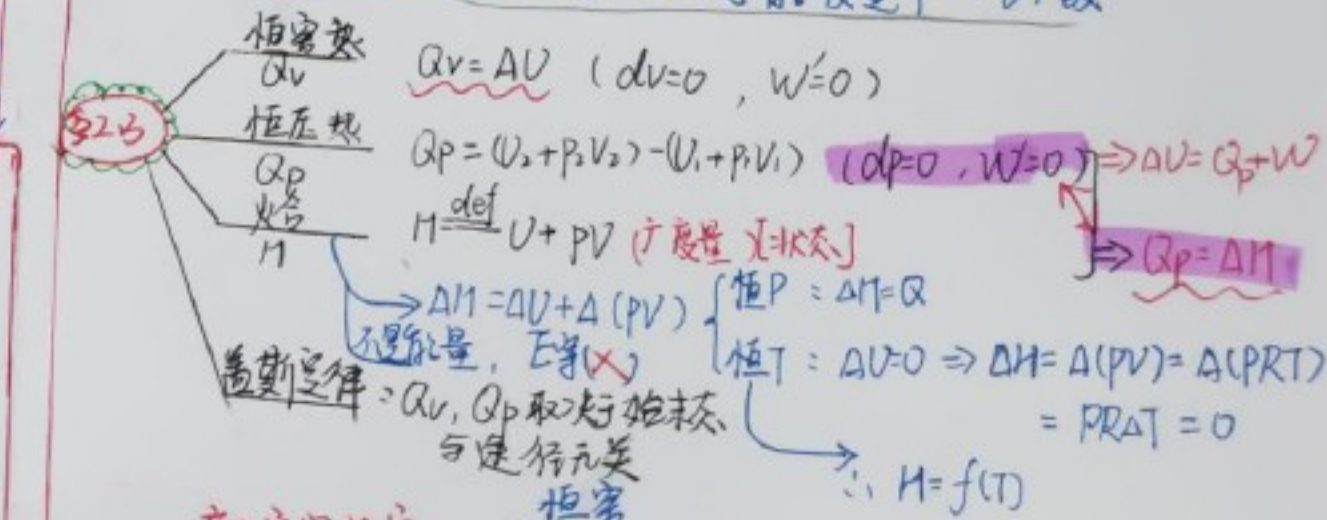 §2.3
恒容热
Qv
Qv=ΔU (dv=0 , W'=0)
恒压热
Qp
Qp=(U₂+P₂V₂)-(U₁+P₁V₁) (dp=0 , W'=0) ⇒ΔU=Qp+W
⇒ Qp=ΔH
焓
H
H def U+PV (广度量)[=状态]
→ΔH=ΔU+Δ(PV)
恒P : ΔH=Q
不是能量,
恒T : ΔU=0 ⇒ ΔH=Δ(PV)=Δ(PRT)
= PRΔT =0
∴ H=f(T)
盖斯定律:Qv, Qp取决于始末态、
与途径无关
恒容